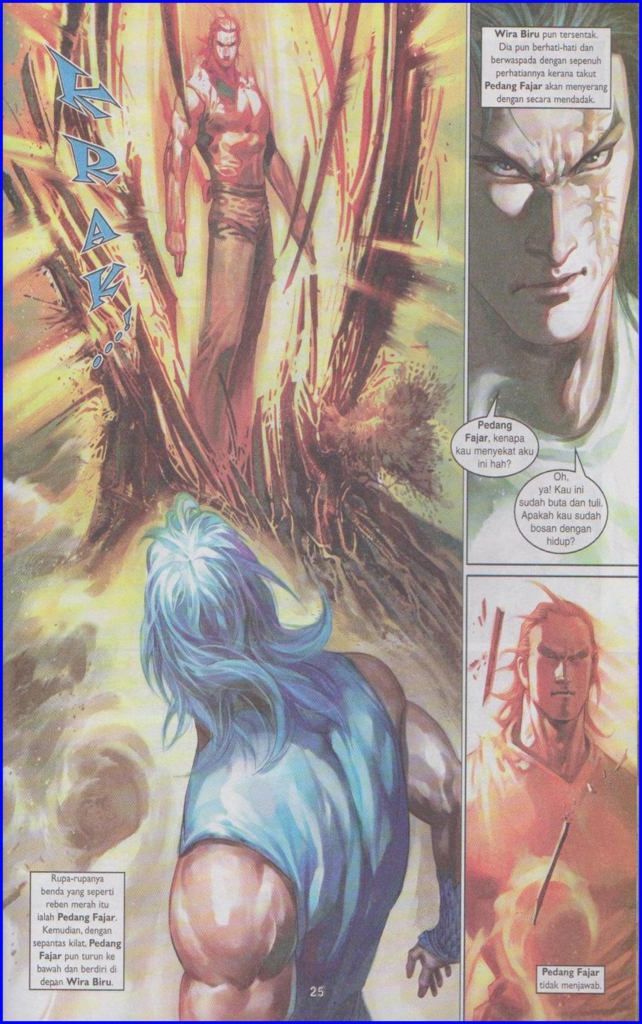 KRAK...!
Rupa-rupanya
benda yang seperti
reben merah itu
ialah Pedang Fajar.
Kemudian, dengan
sepantas kilat, Pedang
Fajar pun turun ke
bawah dan berdiri di
depan Wira Biru.
Wira Biru pun tersentak.
Dia pun berhati-hati dan
berwaspada dengan sepenuh
perhatiannya kerana takut
Pedang Fajar akan menyerang
dengan secara mendadak.
Pedang
Fajar, kenapa
kau menyekat aku
ini hah?
Oh,
ya! Kau ini
sudah buta dan tuli.
Apakah kau sudah
bosan dengan
hidup?
Pedang Fajar
tidak menjawab.
25